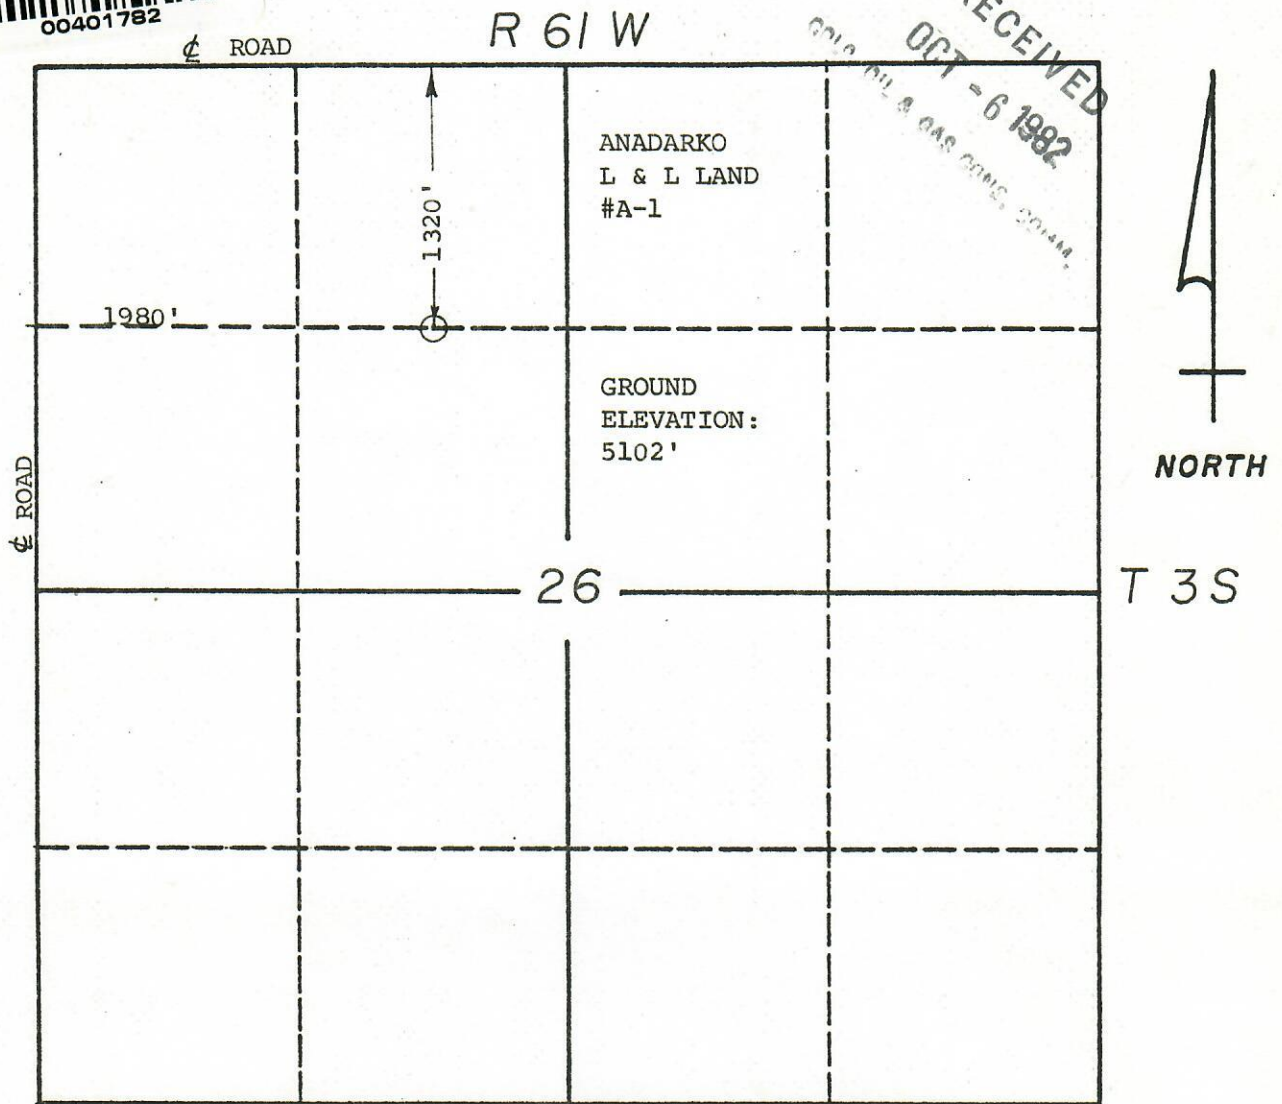 00401782
℄ ROAD
R 61 W
RECEIVED
OCT - 6 1982
COLO. OIL & GAS CONS. COMM.
ANADARKO
L & L LAND
#A-1
1320'
1980'
GROUND
ELEVATION:
5102'
℄ ROAD
NORTH
26
T 3S